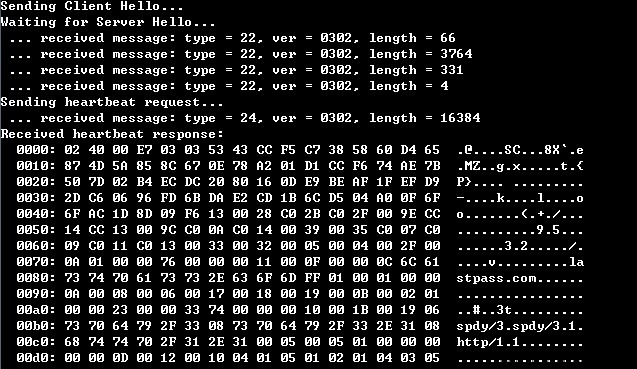 Sending Client Hello...
Waiting for Server Hello...
 ... received message: type = 22, ver = 0302, length = 66
 ... received message: type = 22, ver = 0302, length = 3764
 ... received message: type = 22, ver = 0302, length = 331
 ... received message: type = 22, ver = 0302, length = 4
Sending heartbeat request...
 ... received message: type = 24, ver = 0302, length = 16384
Received heartbeat response:
  0000: 02 40 00 E7 03 03 53 43 CC F5 C7 38 58 60 D4 65  .@....SC...8X`.e
  0010: 87 4D 5A 85 8C 67 0E 78 A2 01 D1 CC F6 74 AE 7B  .MZ..g.x.....t.{
  0020: 50 7D 02 B4 EC DC 20 80 16 0D E9 BE AF 1F EF D9  P}.... .........
  0030: 2D C6 06 96 FD 6B DA E2 CD 1B 6C D5 04 A0 0F 6F  -....k....l....o
  0040: 6F AC 1D 8D 09 F6 13 00 28 C0 2B C0 2F 00 9E CC  o.......(.+./...
  0050: 14 CC 13 00 9C C0 0A C0 14 00 39 00 35 C0 07 C0  ..........9.5...
  0060: 09 C0 11 C0 13 00 33 00 32 00 05 00 04 00 2F 00  ......3.2...../.
  0070: 0A 01 00 00 76 00 00 00 11 00 0F 00 00 0C 6C 61  ....v.........la
  0080: 73 74 70 61 73 73 2E 63 6F 6D FF 01 00 01 00 00  stpass.com......
  0090: 0A 00 08 00 06 00 17 00 18 00 19 00 0B 00 02 01  ................
  00a0: 00 00 23 00 00 33 74 00 00 00 10 00 1B 00 19 06  ..#..3t.........
  00b0: 73 70 64 79 2F 33 08 73 70 64 79 2F 33 2E 31 08  spdy/3.spdy/3.1.
  00c0: 68 74 74 70 2F 31 2E 31 00 05 00 05 01 00 00 00  http/1.1........
  00d0: 00 00 0D 00 12 00 10 04 01 05 01 02 01 04 03 05  ................